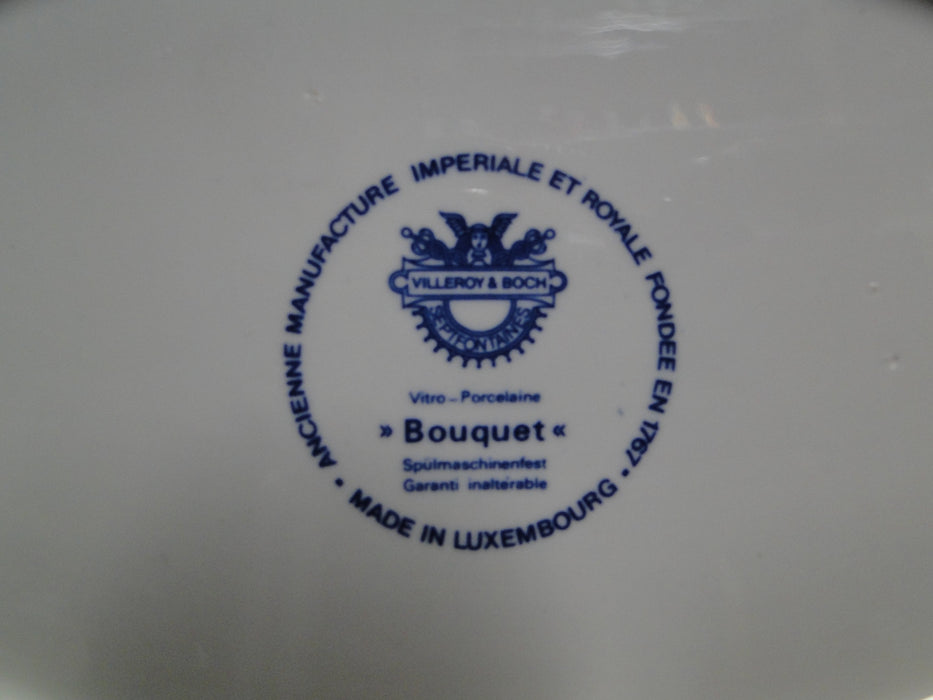 ANCIENNE MANUFACTURE IMPERIALE ET ROYALE FONDEE EN 1767 •
VILLEROY & BOCH
SEPTFONTAINES
Vitro - Porcelaine
» Bouquet «
Spülmaschinenfest
Garanti inaltérable
• MADE IN LUXEMBOURG